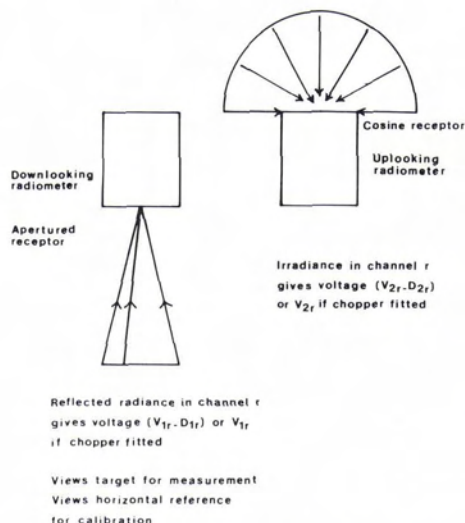 Cosine receptor
Uplooking
radiometer
Downlooking
radiometer
Apertured
receptor
Irradiance in channel r
gives voltage (V2r-D2r)
or V2r if chopper fitted
Reflected radiance in channel r
gives voltage (V1r-D1r) or V1r
if chopper fitted
Views target for measurement
Views horizontal reference
for calibration